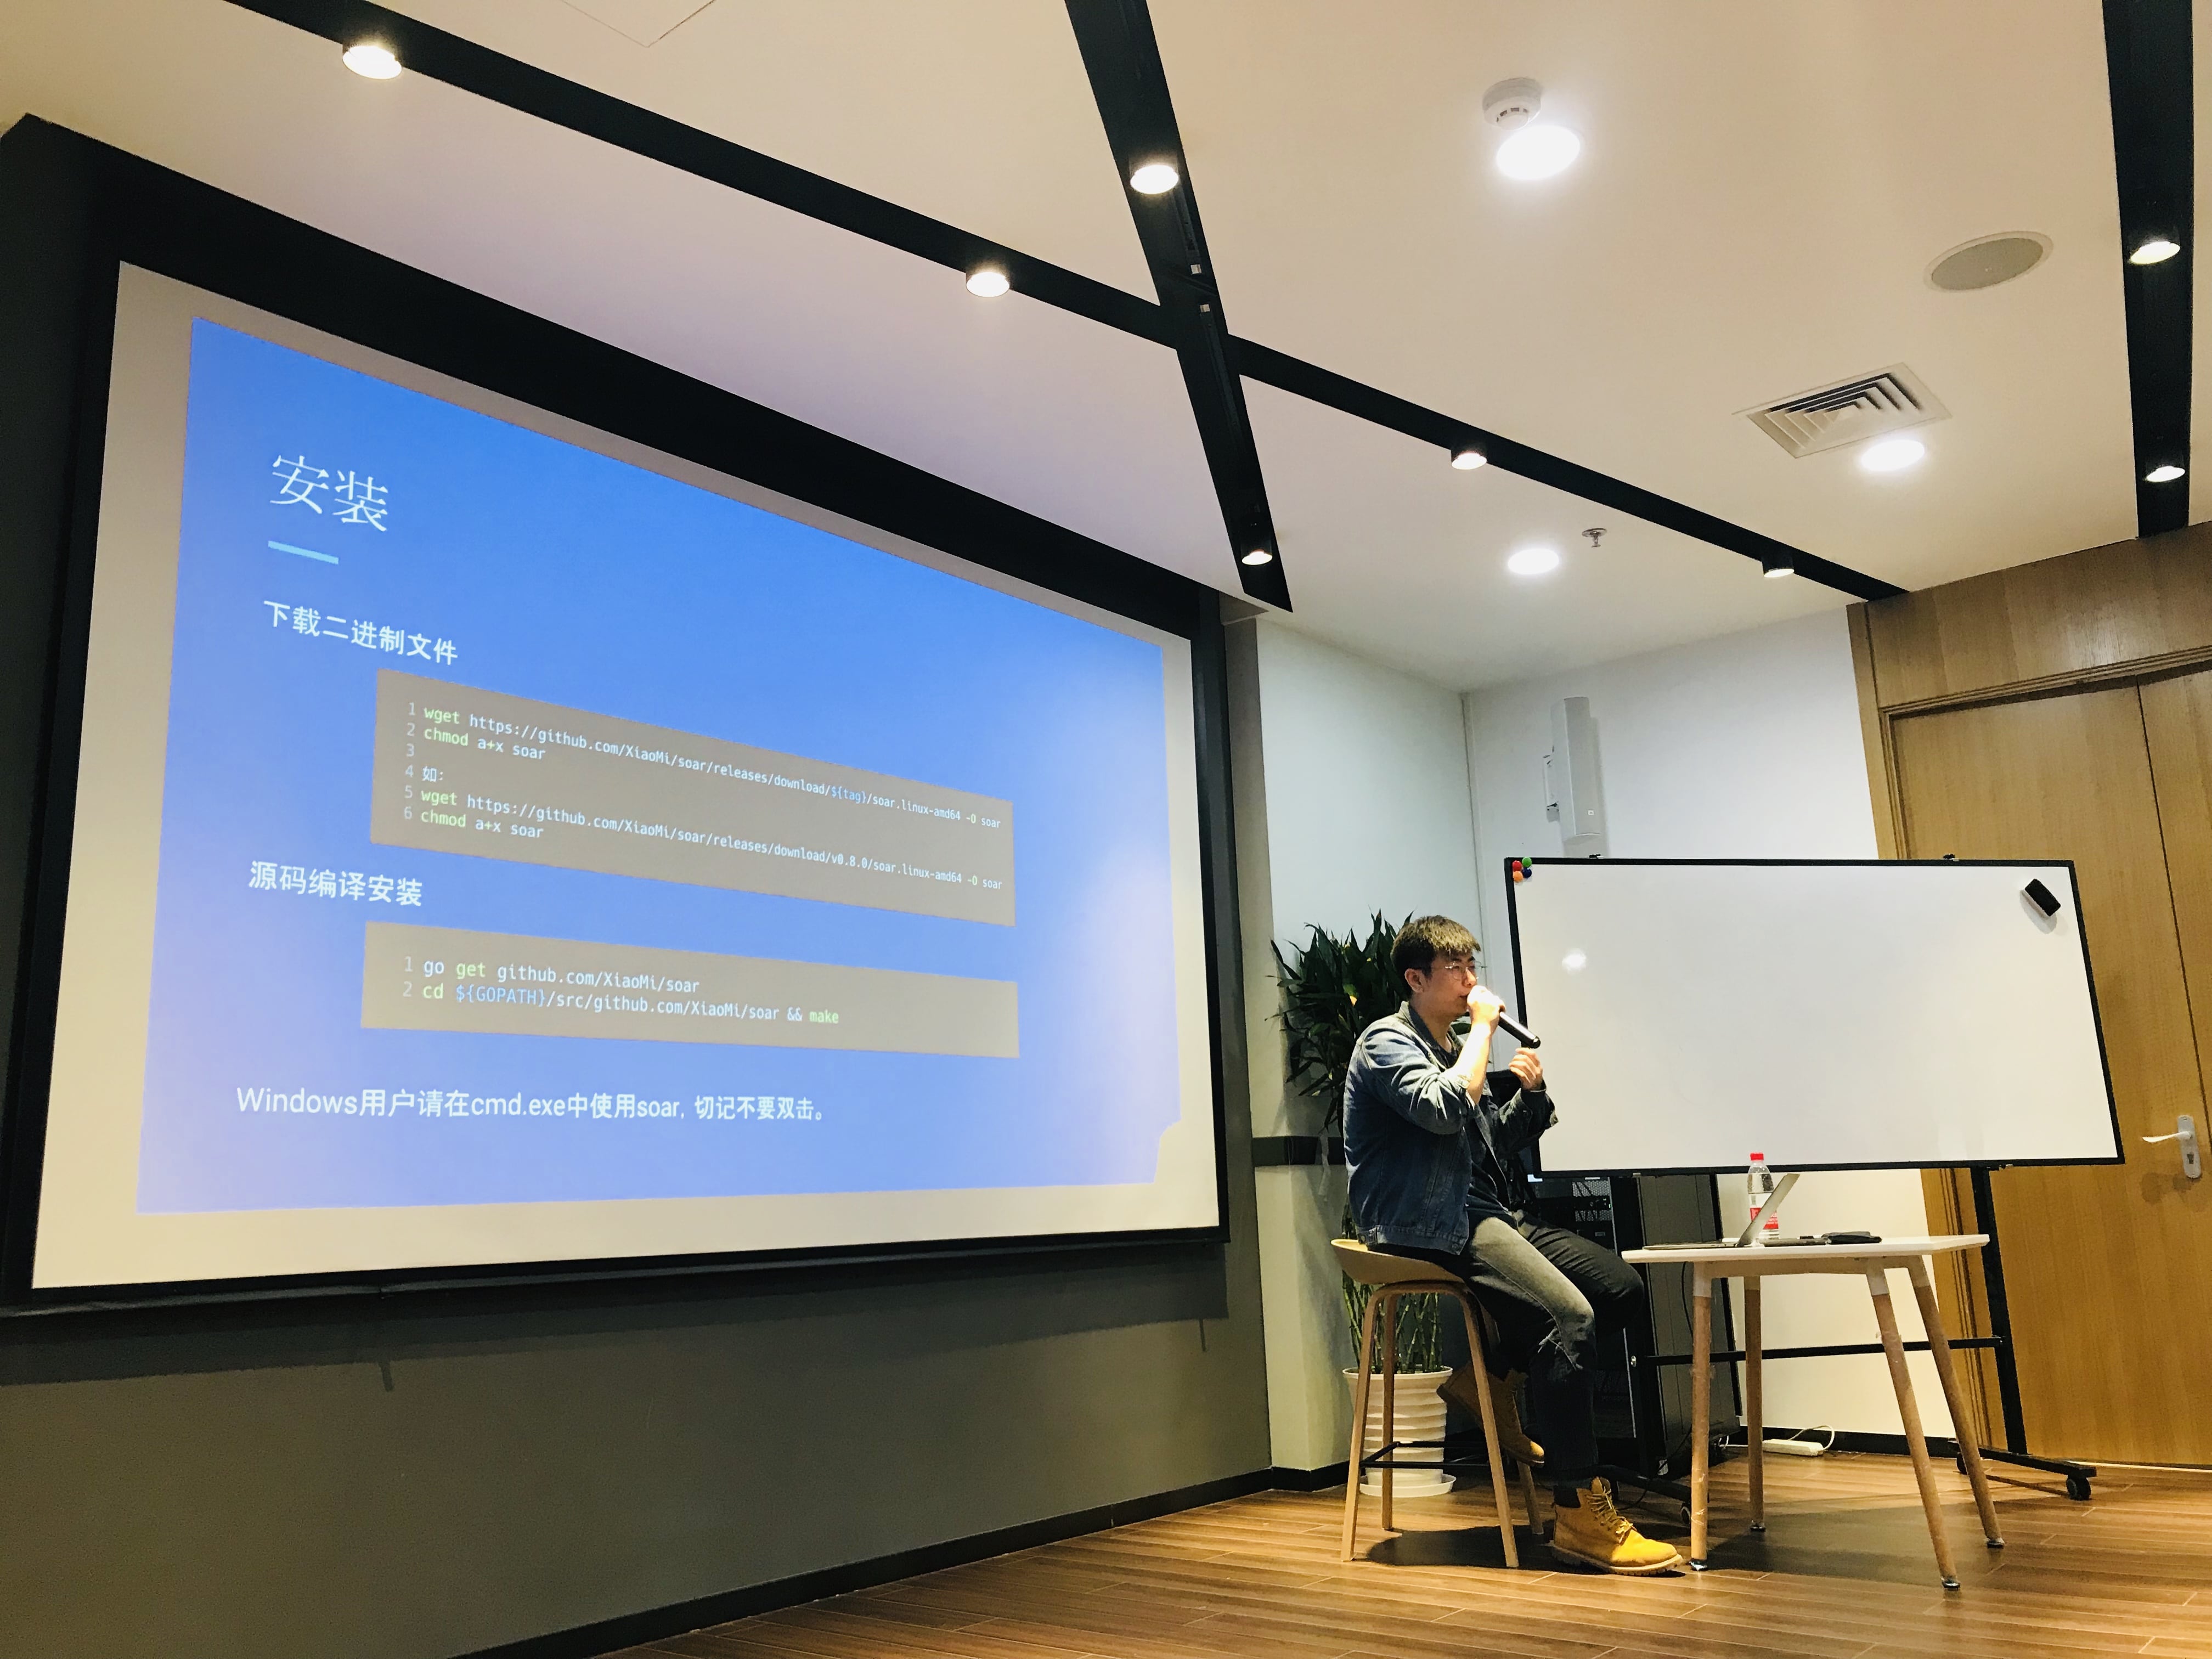 安装
下载二进制文件
1 wget https://github.com/XiaoMi/soar/releases/download/${tag}/soar.linux-amd64 -O soar
2 chmod a+x soar
3
4 如:
5 wget https://github.com/XiaoMi/soar/releases/download/v0.8.0/soar.linux-amd64 -O soar
6 chmod a+x soar
源码编译安装
1 go get github.com/XiaoMi/soar
2 cd ${GOPATH}/src/github.com/XiaoMi/soar && make
Windows用户请在cmd.exe中使用soar, 切记不要双击。